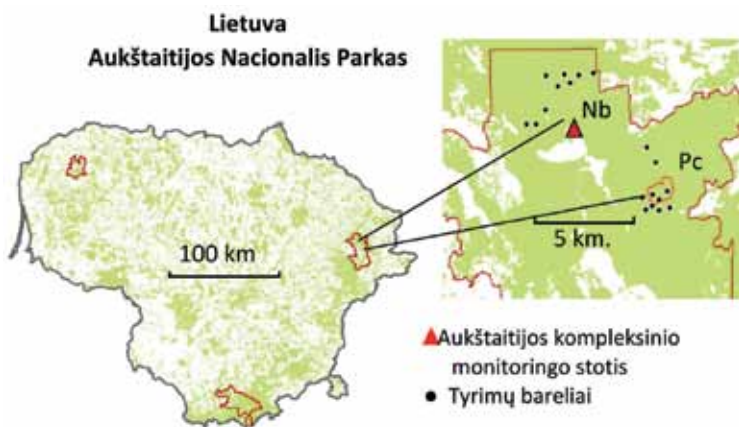 Lietuva
Aukštaitijos Nacionalis Parkas
Nb
Pc
100 km
5 km.
Aukštaitijos kompleksinio
monitoringo stotis
Tyrimų bareliai